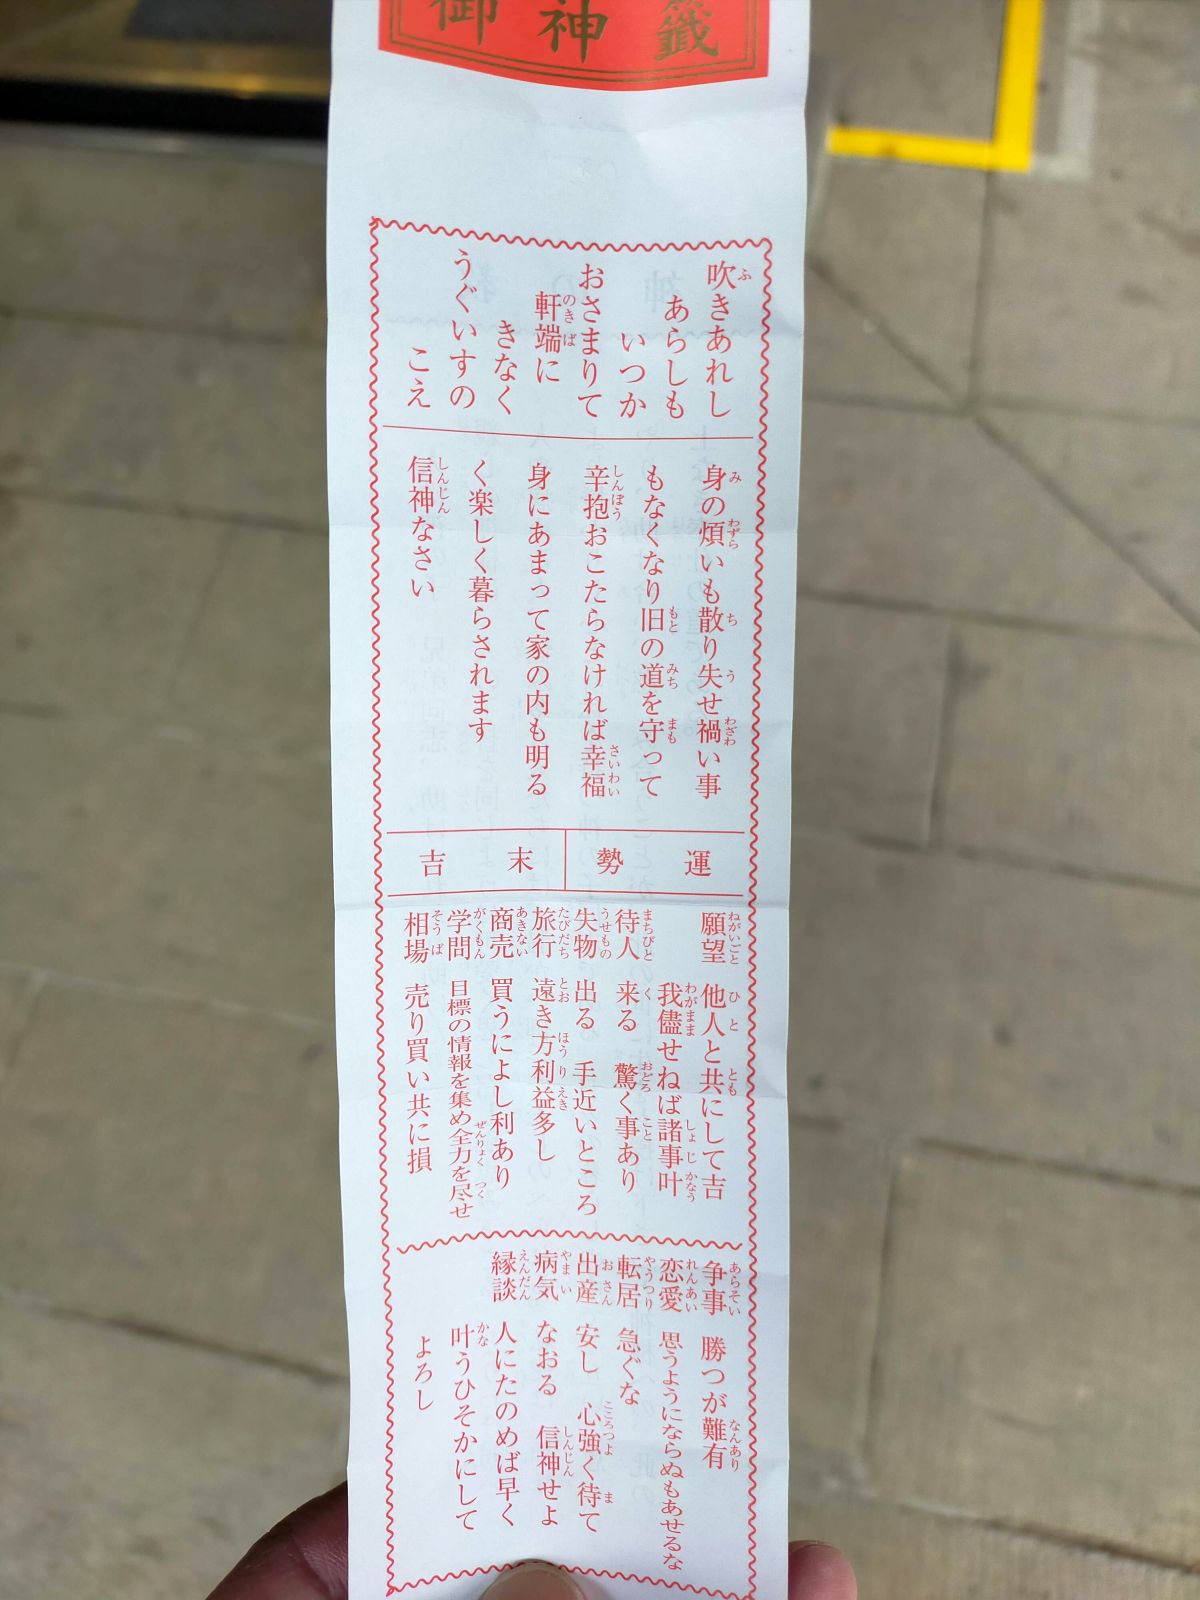 御神籤
吹きあれし
あらしも
いつか
おさまりて
軒端に
きなく
うぐいすの
こえ
身の煩いも散り失せ禍い事
もなくなり旧の道を守って
辛抱おこたらなければ幸福
身にあまって家の内も明る
く楽しく暮らされます
信神なさい
運勢 末吉
願望 他人と共にして吉
我儘せねば諸事叶
待人 来る 驚く事あり
失物 出る 手近いところ
旅行 遠き方利益多し
商売 買うによし利あり
学問 目標の情報を集め全力を尽せ
相場 売り買い共に損
争事 勝つが難有
恋愛 思うようにならぬもあせるな
転居 急ぐな
出産 安し 心強く待て
病気 なおる 信神せよ
縁談 人にたのめば早く
叶うひそかにして
よろし